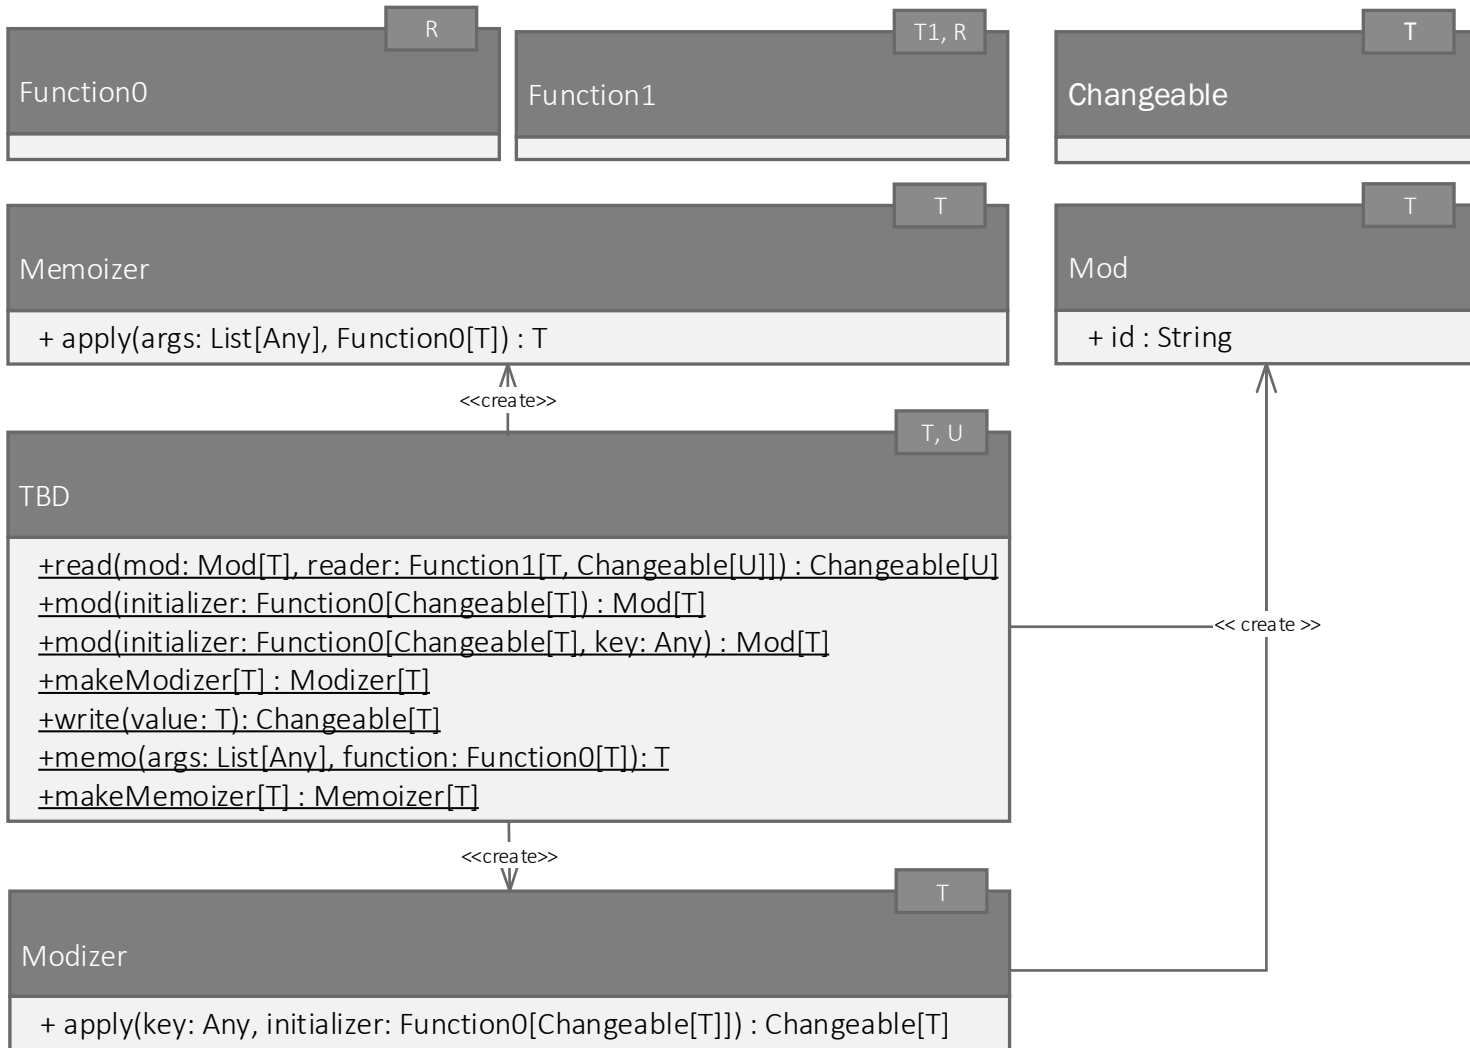 R
Function0
T1, R
Function1
T
Changeable
T
Memoizer
+ apply(args: List[Any], Function0[T]) : T
T
Mod
+ id : String
<<create>>
T, U
TBD
+read(mod: Mod[T], reader: Function1[T, Changeable[U]]) : Changeable[U]
+mod(initializer: Function0[Changeable[T]) : Mod[T]
+mod(initializer: Function0[Changeable[T], key: Any) : Mod[T]
+makeModizer[T] : Modizer[T]
+write(value: T): Changeable[T]
+memo(args: List[Any], function: Function0[T]): T
+makeMemoizer[T] : Memoizer[T]
<< create >>
<<create>>
T
Modizer
+ apply(key: Any, initializer: Function0[Changeable[T]]) : Changeable[T]